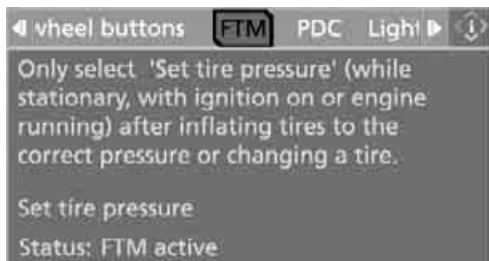 vheel buttons FTM PDC Ligh
Only select 'Set tire pressure' (while
stationary, with ignition on or engine
running) after inflating tires to the
correct pressure or changing a tire.
Set tire pressure
Status: FTM active